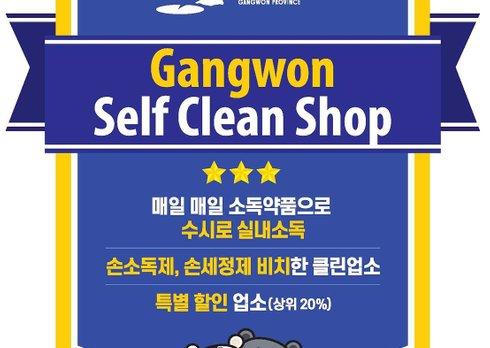 GANGWON PROVINCE
Gangwon
Self Clean Shop
매일 매일 소독약품으로
수시로 실내소독
손소독제, 손세정제 비치한 클린업소
특별 할인 업소(상위 20%)